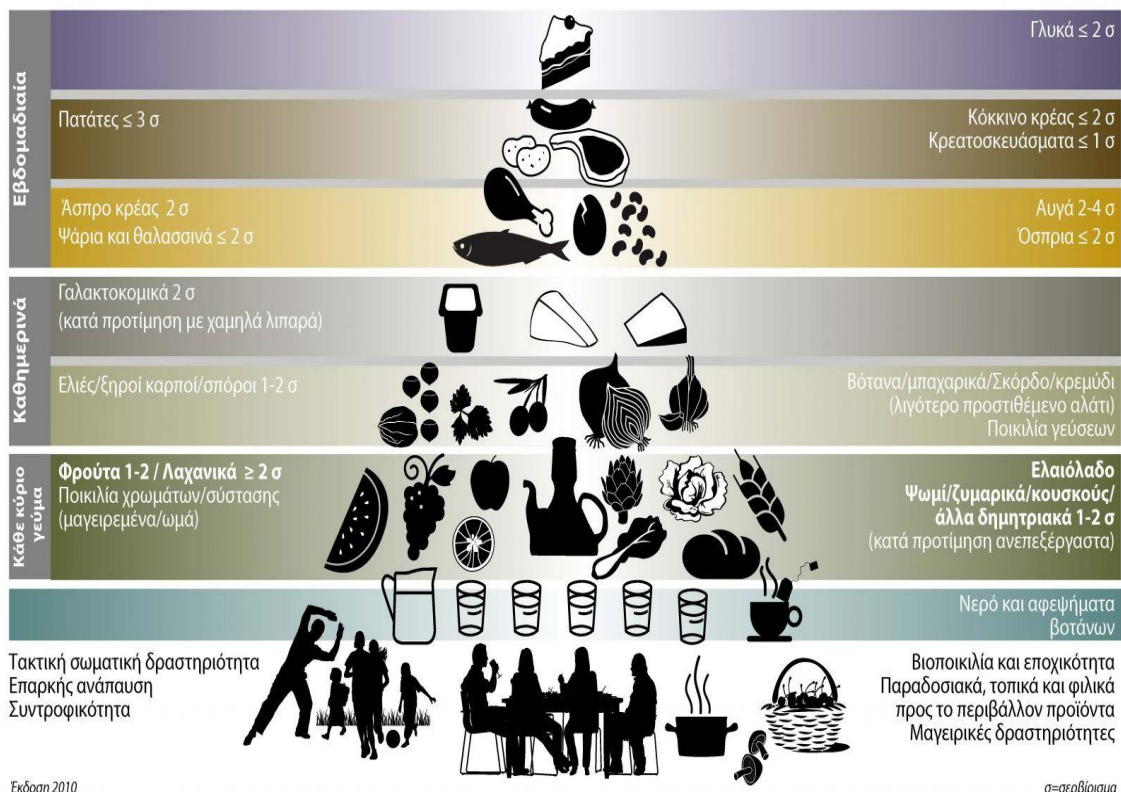 Εβδομαδιαία
Γλυκά ≤ 2 σ
Πατάτες ≤ 3 σ
Κόκκινο κρέας ≤ 2 σ
Κρεατοσκευάσματα ≤ 1 σ
Άσπρο κρέας 2 σ
Ψάρια και θαλασσινά ≤ 2 σ
Αυγά 2-4 σ
Όσπρια ≤ 2 σ
Καθημερινά
Γαλακτοκομικά 2 σ
(κατά προτίμηση με χαμηλά λιπαρά)
Ελιές/ξηροί καρποί/σπόροι 1-2 σ
Βότανα/μπαχαρικά/Σκόρδο/κρεμύδι
(λιγότερο προστιθέμενο αλάτι)
Ποικιλία γεύσεων
Κάθε κύριο
γεύμα
Φρούτα 1-2 / Λαχανικά ≥ 2 σ
Ποικιλία χρωμάτων/σύστασης
(μαγειρεμένα/ωμά)
Ελαιόλαδο
Ψωμί/ζυμαρικά/κουσκούς/
άλλα δημητριακά 1-2 σ
(κατά προτίμηση ανεπεξέργαστα)
Νερό και αφεψήματα
βοτάνων
Τακτική σωματική δραστηριότητα
Επαρκής ανάπαυση
Συντροφικότητα
Βιοποικιλία και εποχικότητα
Παραδοσιακά, τοπικά και φιλικά
προς το περιβάλλον προϊόντα
Μαγειρικές δραστηριότητες
Έκδοση 2010
σ=σερβίρισμα